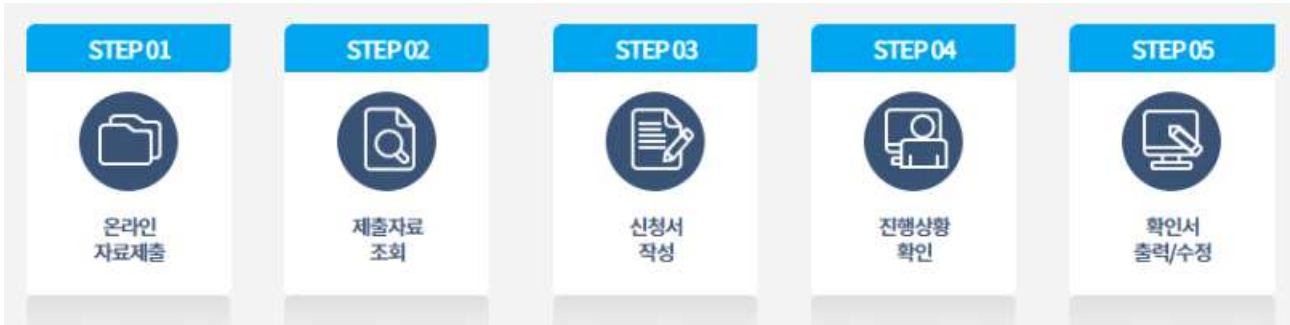 STEP 01
온라인
자료제출
STEP 02
제출자료
조회
STEP 03
신청서
작성
STEP 04
진행상황
확인
STEP 05
확인서
출력/수정